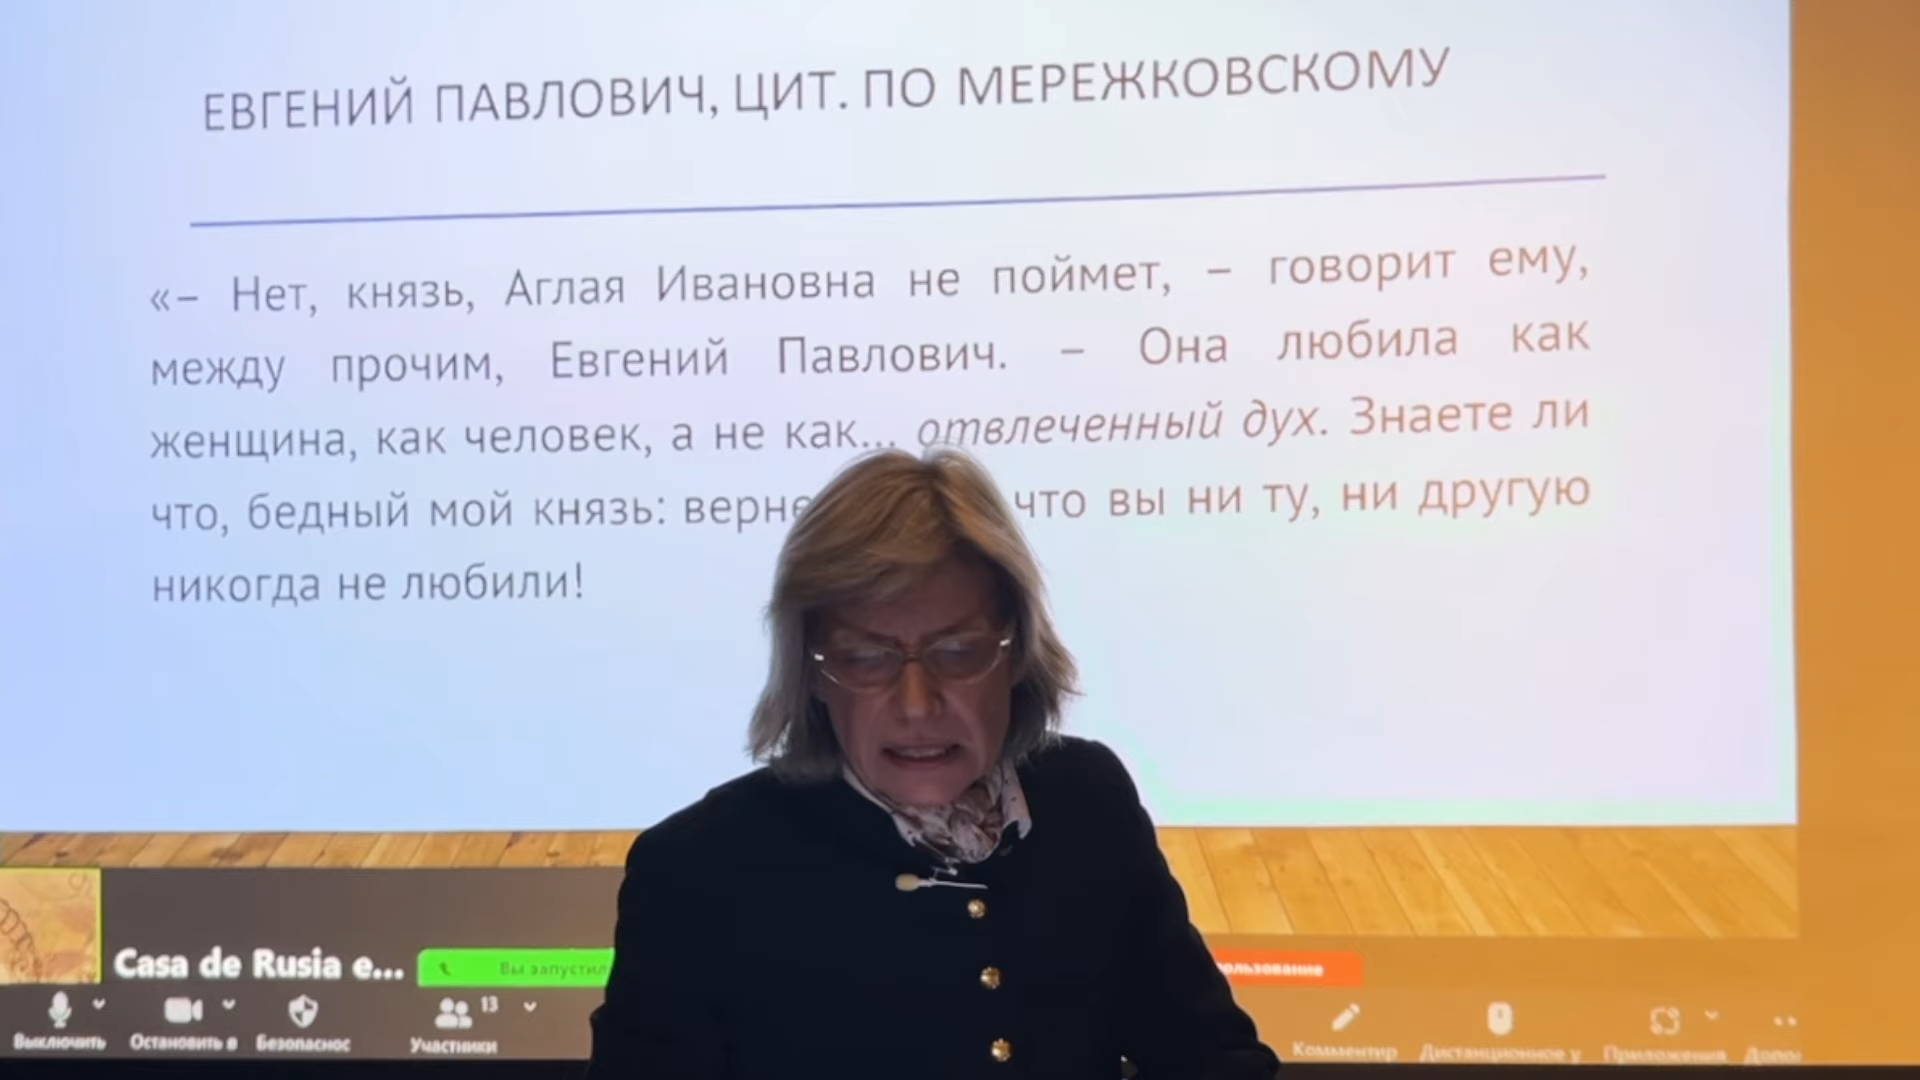 ЕВГЕНИЙ ПАВЛОВИЧ, ЦИТ. ПО МЕРЕЖКОВСКОМУ
«– Нет, князь, Аглая Ивановна не поймет, – говорит ему,
между прочим, Евгений Павлович. – Она любила как
женщина, как человек, а не как... отвлеченный дух. Знаете ли
что, бедный мой князь: что вы ни ту, ни другую
никогда не любили!
Casa de Rusia e...
Вы запустил
Выключить Остановить в Безопаснос 13 Участники Комментир Дистанционное у Приложения